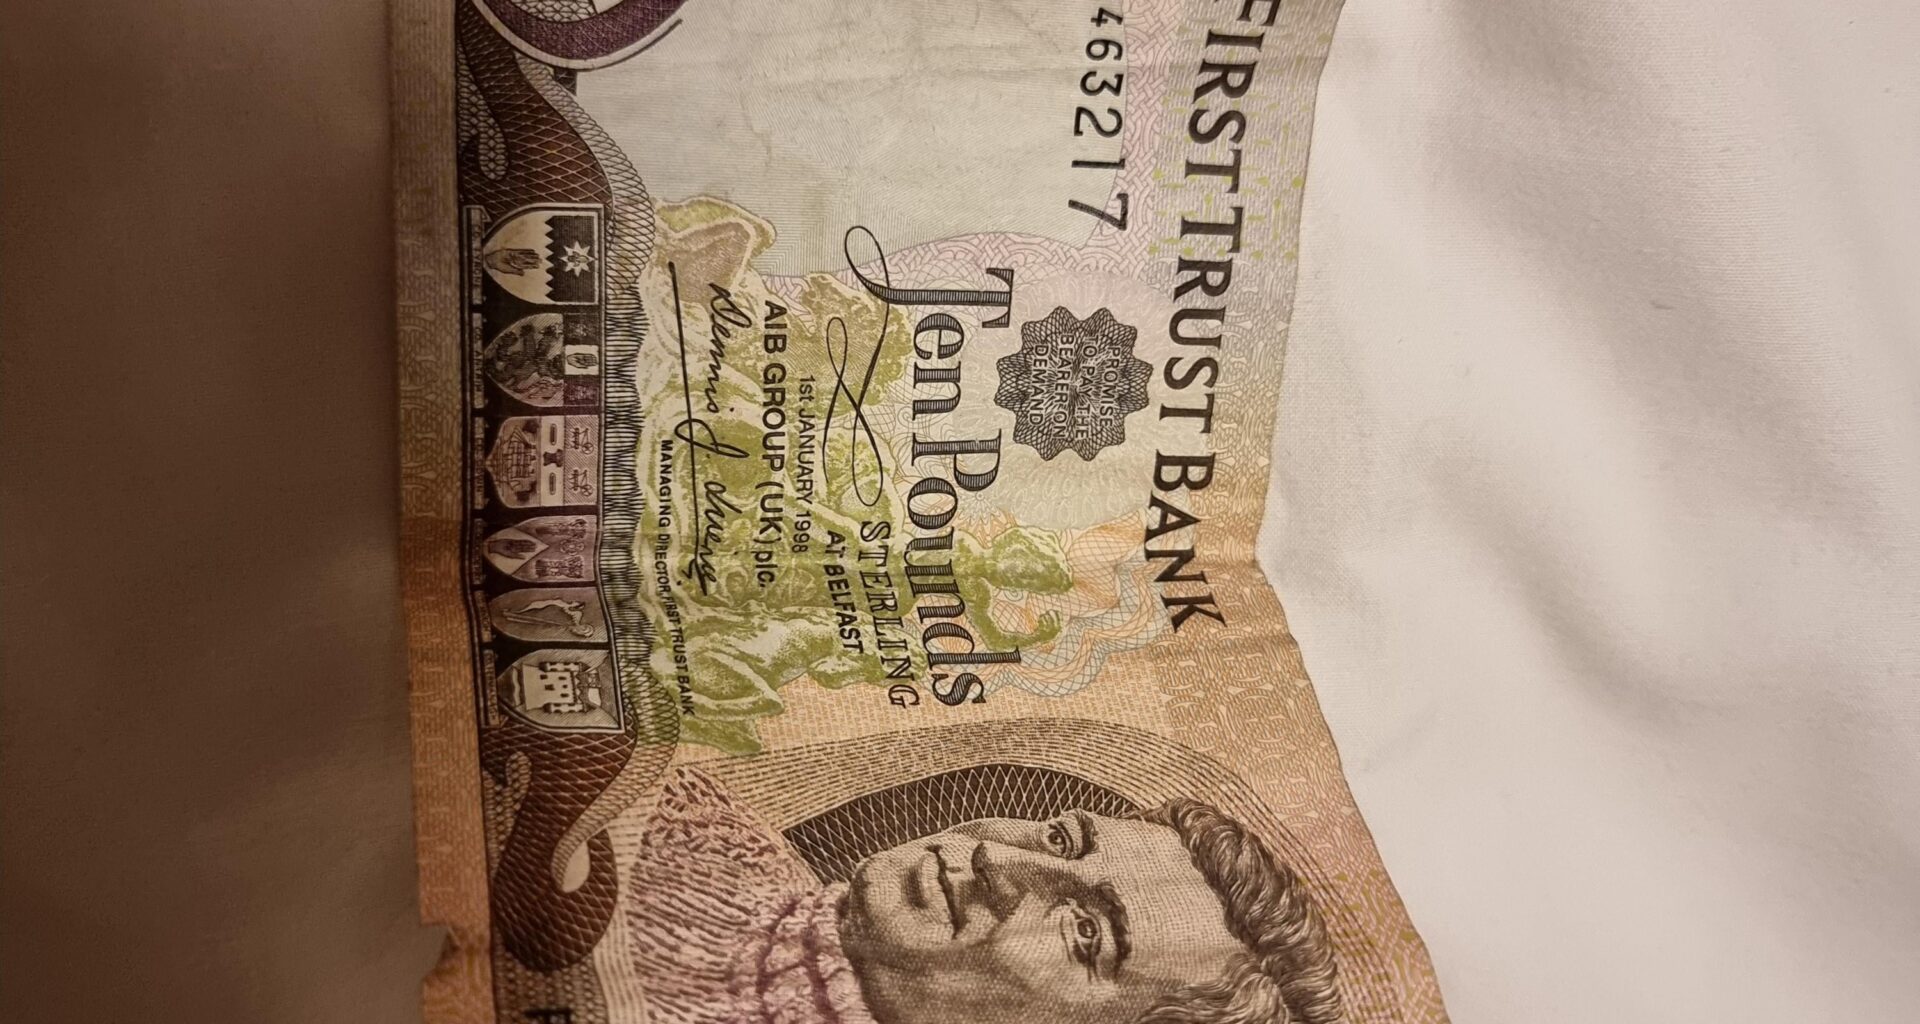 FIRST TRUST BANK
463217
PROMISE
TO PAY THE
BEARER ON
DEMAND
Ten Pounds
STERLING
AT BELFAST
1st JANUARY 1998
AIB GROUP (UK) plc.
MANAGING DIRECTOR, FIRST TRUST BANK